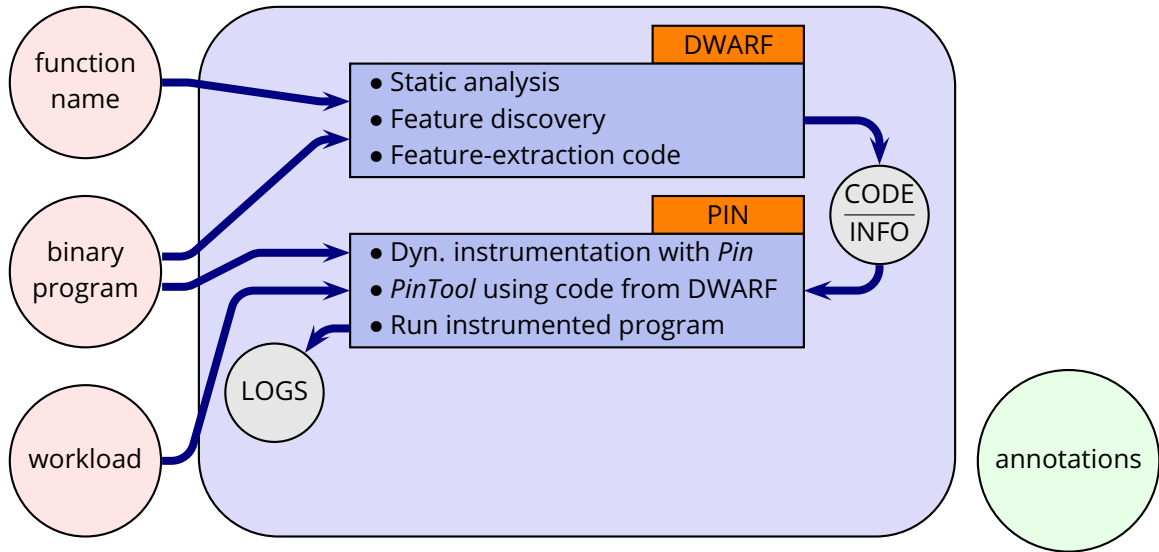 function
name
DWARF
● Static analysis
● Feature discovery
● Feature-extraction code
CODE
INFO
binary
program
PIN
● Dyn. instrumentation with Pin
● PinTool using code from DWARF
● Run instrumented program
LOGS
workload
annotations